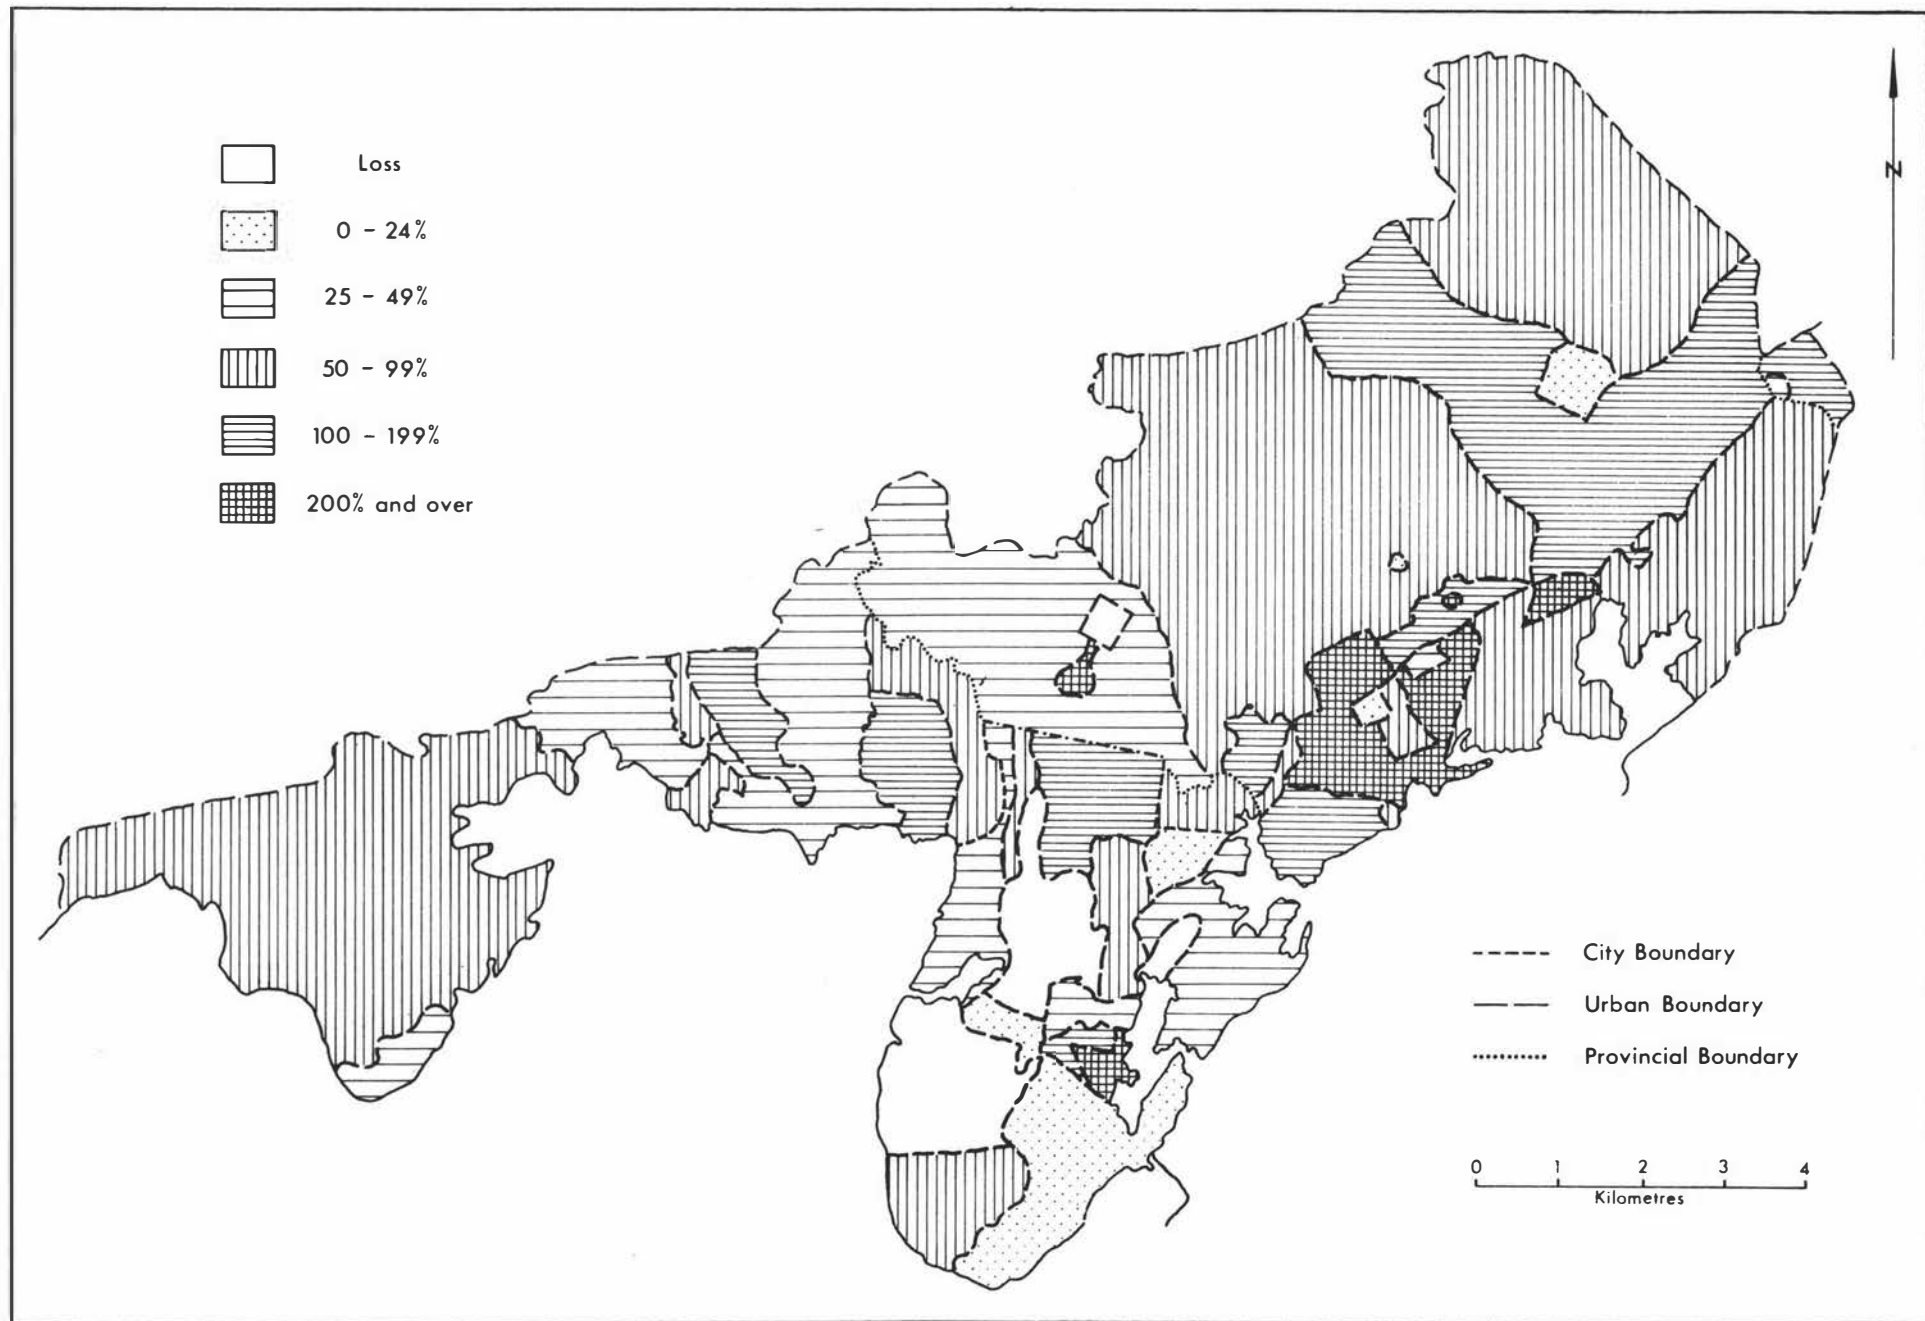 N
Loss
0 - 24%
25 - 49%
50 - 99%
100 - 199%
200% and over
City Boundary
Urban Boundary
Provincial Boundary
0 1 2 3 4
Kilometres